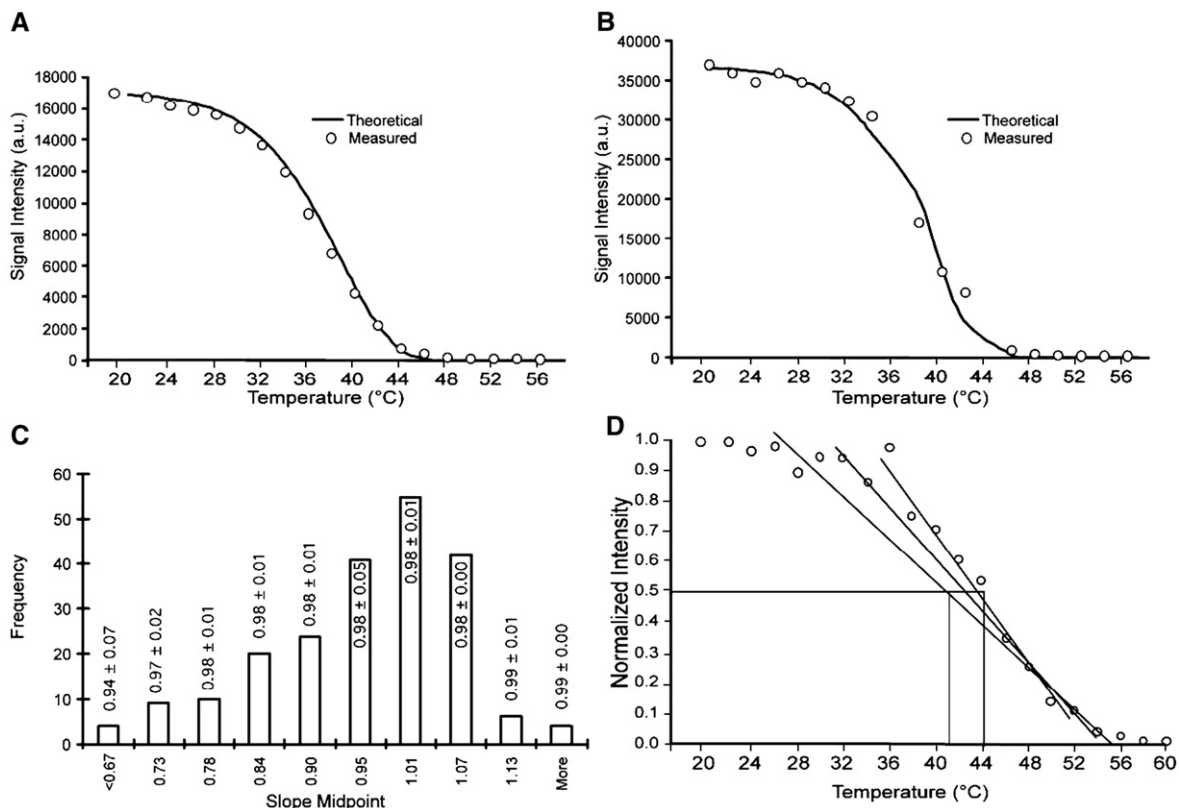 A
18000
16000
14000
12000
10000
8000
6000
4000
2000
0
Signal Intensity (a.u.)
Theoretical
Measured
20 24 28 32 36 40 44 48 52 56
Temperature (°C)
B
40000
35000
30000
25000
20000
15000
10000
5000
0
Signal Intensity (a.u.)
Theoretical
Measured
20 24 28 32 36 40 44 48 52 56
Temperature (°C)
C
60
50
40
30
20
10
0
Frequency
0.94 ± 0.07
0.97 ± 0.02
0.98 ± 0.01
0.98 ± 0.01
0.98 ± 0.01
0.98 ± 0.05
0.98 ± 0.01
0.98 ± 0.00
0.99 ± 0.01
0.99 ± 0.00
<0.67 0.73 0.78 0.84 0.90 0.95 1.01 1.07 1.13 More
Slope Midpoint
D
1.0
0.9
0.8
0.7
0.6
0.5
0.4
0.3
0.2
0.1
0.0
Normalized Intensity
20 24 28 32 36 40 44 48 52 56 60
Temperature (°C)